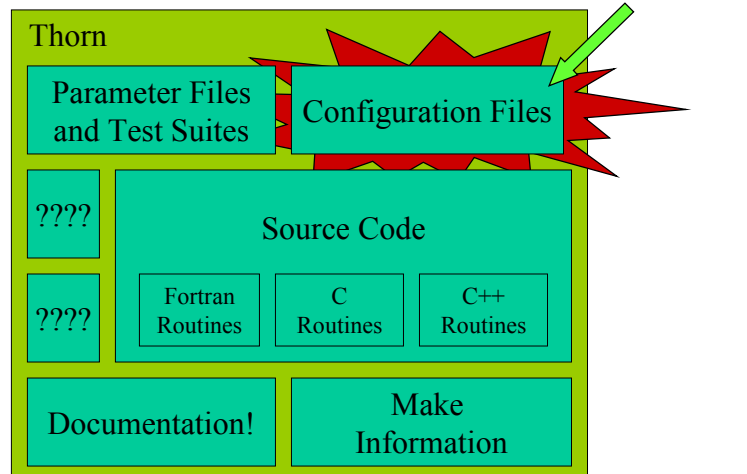 Thorn
Parameter Files
and Test Suites
Configuration Files
????
Source Code
????
Fortran
Routines
C
Routines
C++
Routines
Documentation!
Make
Information